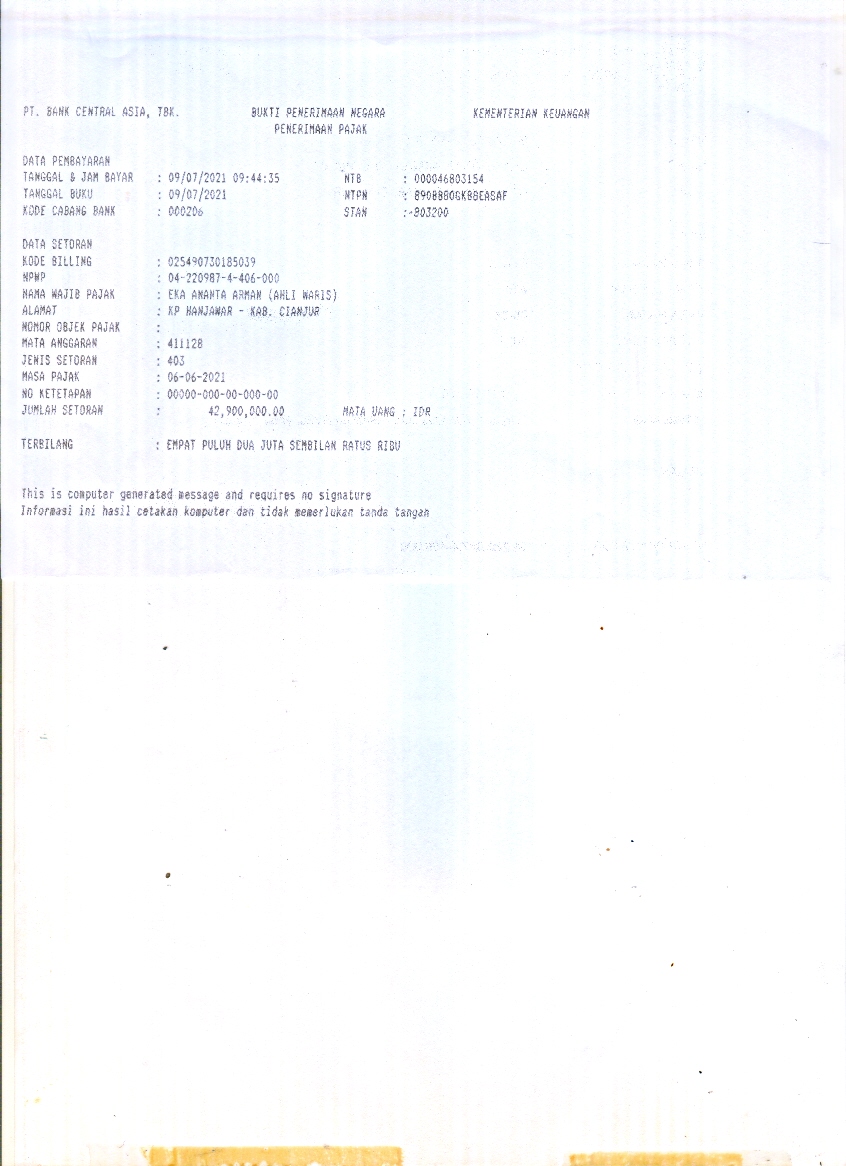 PT. BANK CENTRAL ASIA, TBK. BUKTI PENERIMAAN NEGARA KEMENTERIAN KEUANGAN
PENERIMAAN PAJAK
DATA PEMBAYARAN
TANGGAL & JAM BAYAR : 09/07/2021 09:44:35 NTB : 000046803154
TANGGAL BUKU : 09/07/2021 NTPN : 8908880GKRBEASAF
KODE CABANG BANK : 000206 STAN : 803200
DATA SETORAN
KODE BILLING : 025490730185039
NPWP : 04-220987-4-406-000
NAMA WAJIB PAJAK : EKA ANANTA ARMAN (AHLI WARIS)
ALAMAT : KP HANJAWAR - KAB. CIANJUR
NOMOR OBJEK PAJAK :
MATA ANGGARAN : 411128
JENIS SETORAN : 403
MASA PAJAK : 06-06-2021
NO KETETAPAN : 00000-000-00-000-00
JUMLAH SETORAN : 42,900,000.00 MATA UANG : IDR
TERBILANG : EMPAT PULUH DUA JUTA SEMBILAN RATUS RIBU
This is computer generated message and requires no signature
Informasi ini hasil cetakan komputer dan tidak memerlukan tanda tangan